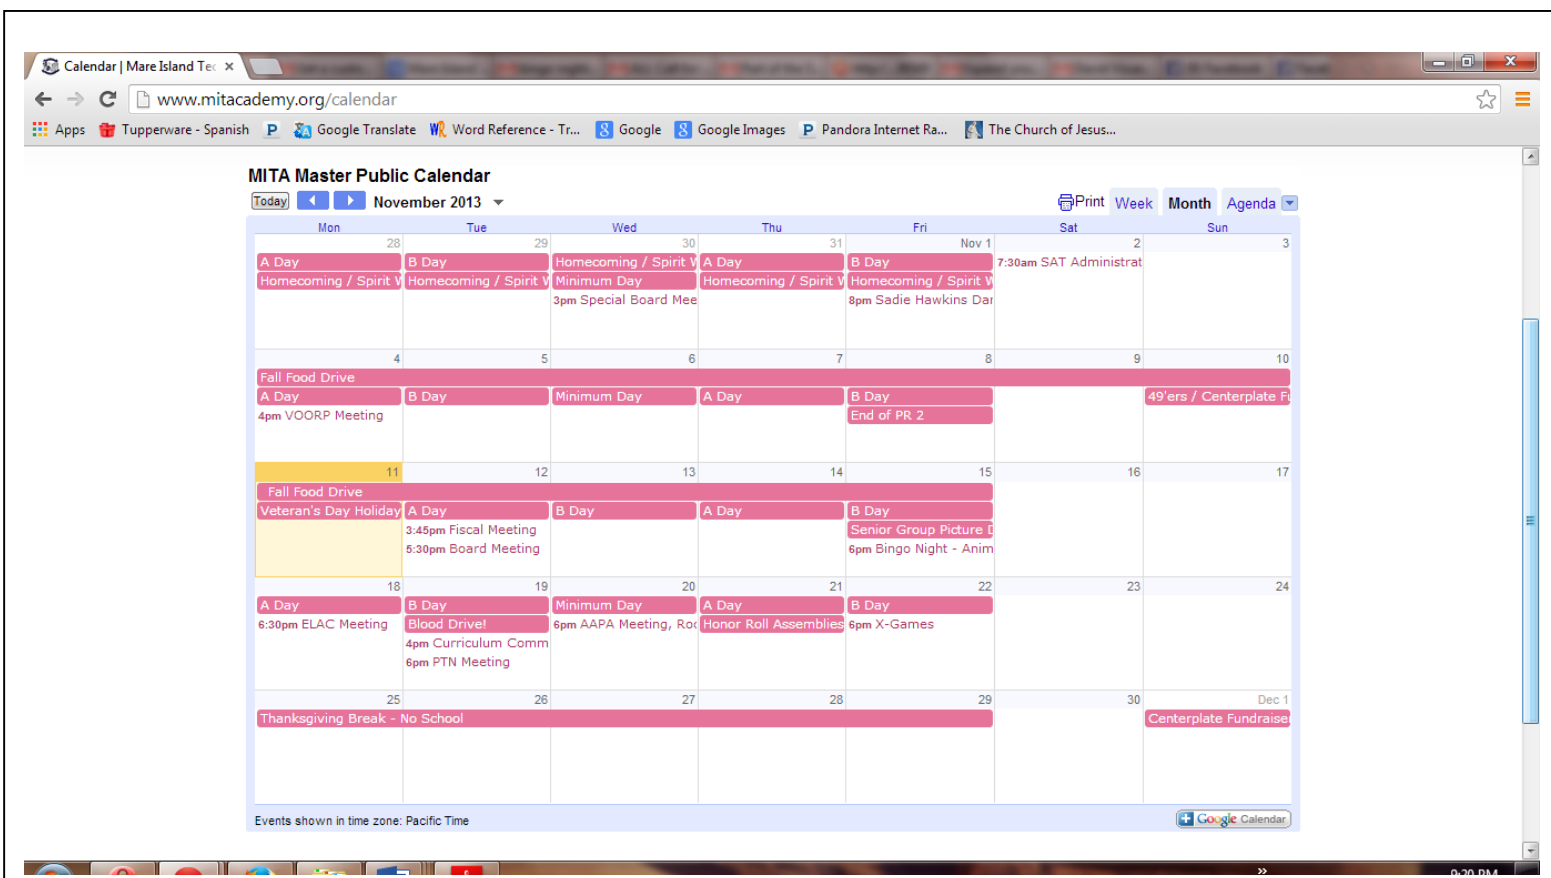 Calendar | Mare Island Tec
www.mitacademy.org/calendar
Apps Tupperware - Spanish Google Translate Word Reference - Tr... Google Google Images Pandora Internet Ra... The Church of Jesus...
MITA Master Public Calendar
Today November 2013 Print Week Month Agenda
Mon Tue Wed Thu Fri Sat Sun
28 29 30 31 Nov 1 2 3
A Day B Day Homecoming / Spirit W A Day B Day 7:30am SAT Administrat
Homecoming / Spirit W Homecoming / Spirit W Minimum Day Homecoming / Spirit W Homecoming / Spirit W
3pm Special Board Mee 8pm Sadie Hawkins Dan
4 5 6 7 8 9 10
Fall Food Drive
A Day B Day Minimum Day A Day B Day 49'ers / Centerplate Fu
4pm VOORP Meeting End of PR 2
11 12 13 14 15 16 17
Fall Food Drive
Veteran's Day Holiday A Day B Day A Day B Day
3:45pm Fiscal Meeting Senior Group Picture D
5:30pm Board Meeting 6pm Bingo Night - Anim
18 19 20 21 22 23 24
A Day B Day Minimum Day A Day B Day
6:30pm ELAC Meeting Blood Drive! 6pm AAPA Meeting, Roo Honor Roll Assemblies 6pm X-Games
4pm Curriculum Comm
6pm PTN Meeting
25 26 27 28 29 30 Dec 1
Thanksgiving Break - No School Centerplate Fundraiser
Events shown in time zone: Pacific Time Google Calendar
9:20 PM